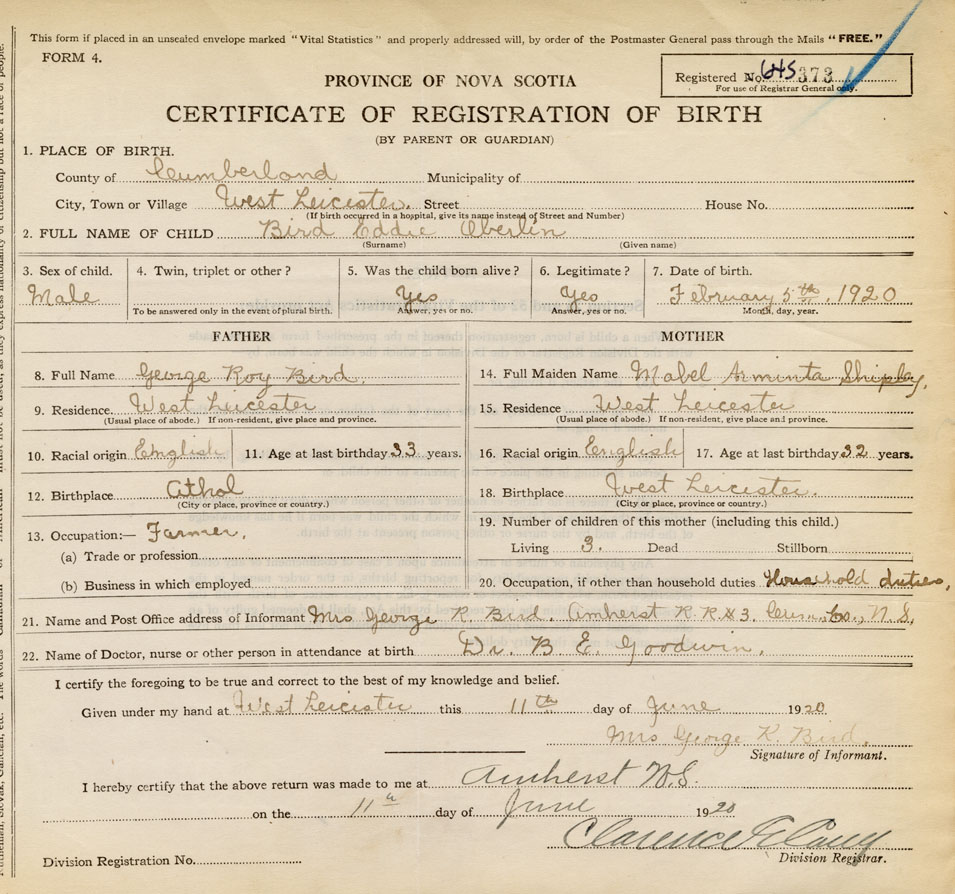 This form if placed in an unsealed envelope marked "Vital Statistics" and properly addressed will, by order of the Postmaster General pass through the Mails "FREE."
FORM 4.
Registered No. 645 373
For use of Registrar General only.
PROVINCE OF NOVA SCOTIA
CERTIFICATE OF REGISTRATION OF BIRTH
(BY PARENT OR GUARDIAN)
1. PLACE OF BIRTH.
County of Cumberland Municipality of
City, Town or Village West Leicester. Street House No.
(If birth occurred in a hospital, give its name instead of Street and Number)
2. FULL NAME OF CHILD Bird Eddie Oberlin
(Surname) (Given name)
3. Sex of child. 4. Twin, triplet or other? 5. Was the child born alive? 6. Legitimate? 7. Date of birth.
Male Yes Yes February 5th, 1920
To be answered only in the event of plural birth. Answer, yes or no. Answer, yes or no. Month, day, year.
FATHER MOTHER
8. Full Name George Roy Bird. 14. Full Maiden Name Mabel Arminta Shipley.
9. Residence. West Leicester 15. Residence West Leicester
(Usual place of abode.) If non-resident, give place and province. (Usual place of abode.) If non-resident, give place and province.
10. Racial origin English 11. Age at last birthday 33 years. 16. Racial origin English 17. Age at last birthday 32 years.
12. Birthplace Athol 18. Birthplace West Leicester.
(City or place, province or country.) (City or place, province or country.)
13. Occupation:— Farmer. 19. Number of children of this mother (including this child.)
(a) Trade or profession Living 3. Dead Stillborn
(b) Business in which employed 20. Occupation, if other than household duties Household duties,
21. Name and Post Office address of Informant Mrs George R. Bird. Amherst R. R. #3. Co., N. S.
22. Name of Doctor, nurse or other person in attendance at birth Dr. B. E. Goodwin.
I certify the foregoing to be true and correct to the best of my knowledge and belief.
Given under my hand at West Leicester this 11th day of June 1920
Mrs George R. Bird.
Signature of Informant.
I hereby certify that the above return was made to me at Amherst N.S.
on the 11th day of June 1920
Clarence
Division Registration No. Division Registrar.